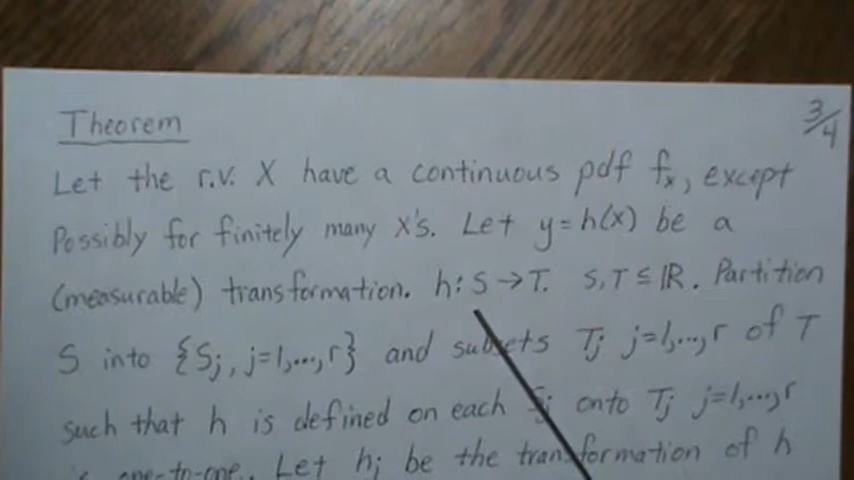 Theorem
3/4
Let the r.v. X have a continuous pdf fx, except
Possibly for finitely many x's. Let y = h(x) be a
(measurable) transformation. h: S → T. S, T ⊆ ℝ. Partition
S into {Sj, j=1,...,r} and subsets Tj j=1,...,r of T
such that h is defined on each Sj onto Tj j=1,...,r
is one-to-one. Let hj be the transformation of h